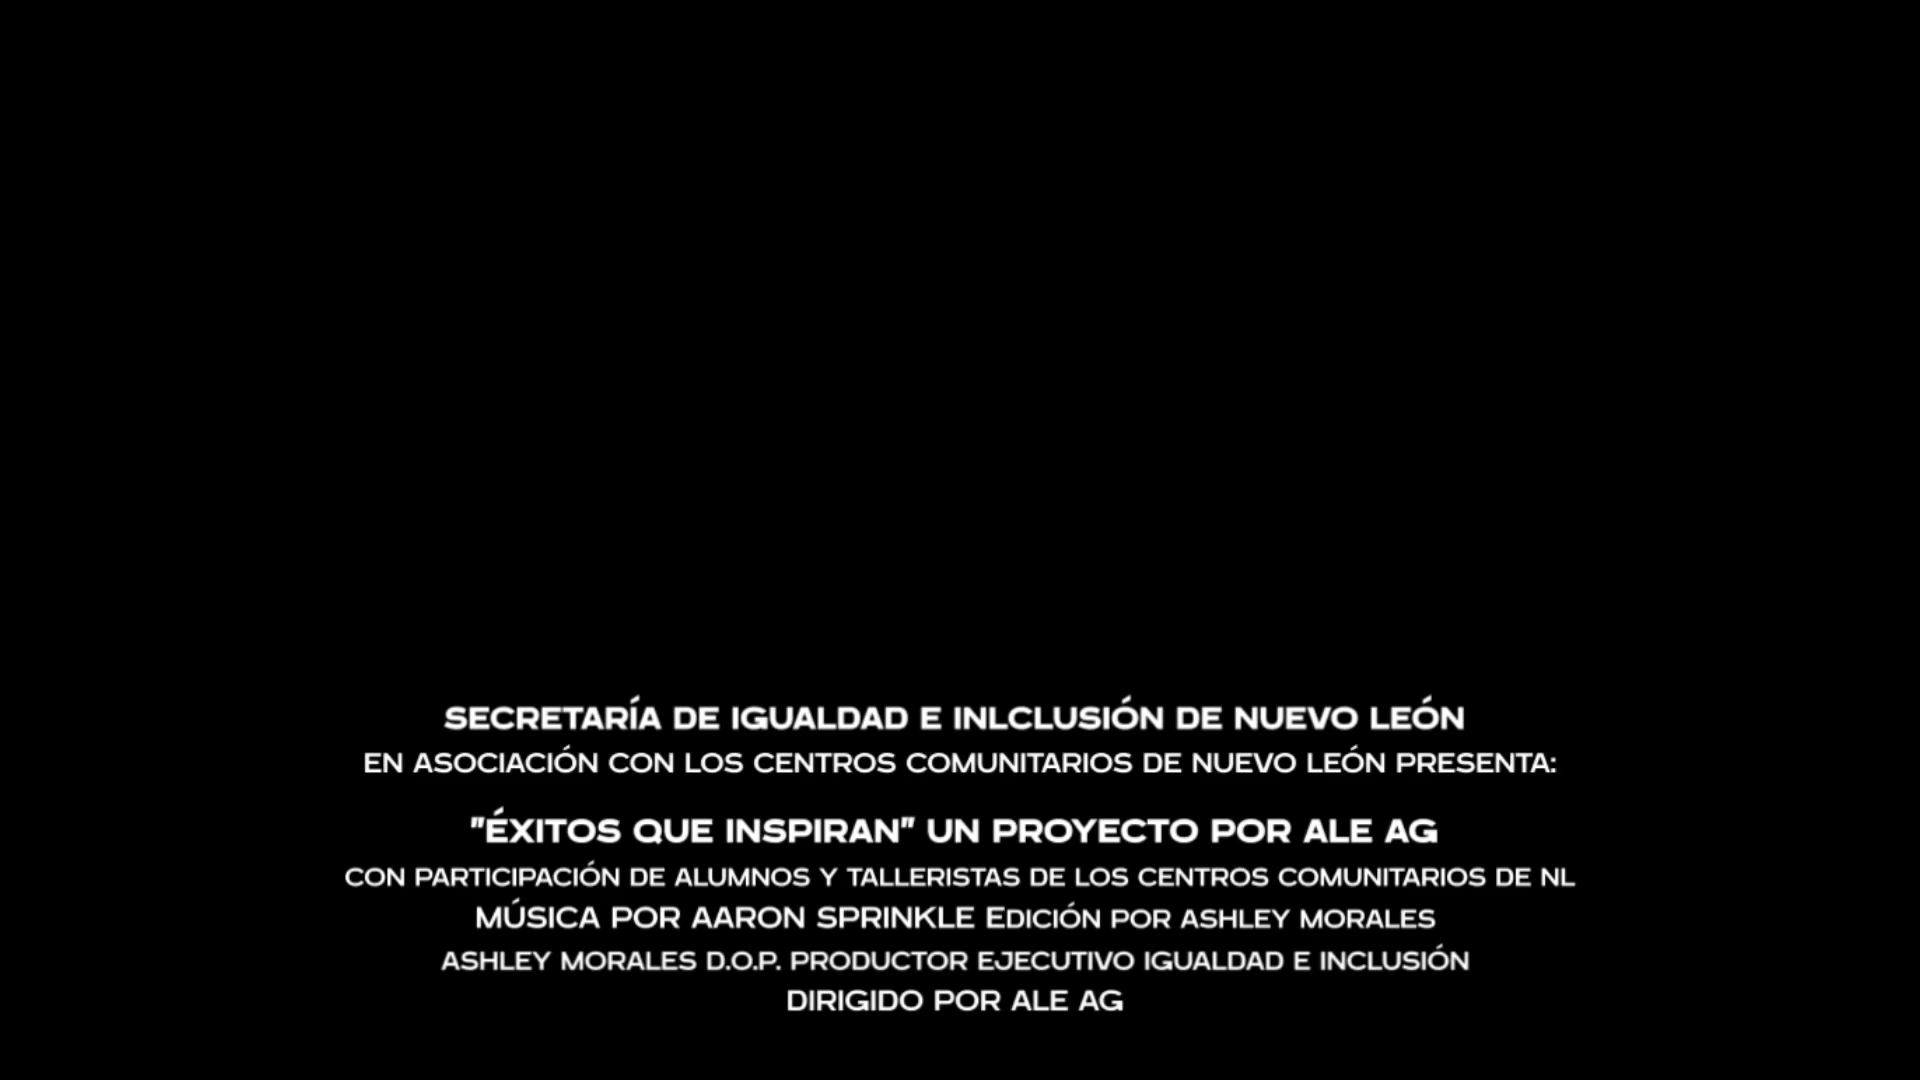 SECRETARÍA DE IGUALDAD E INLCLUSIÓN DE NUEVO LEÓN
EN ASOCIACIÓN CON LOS CENTROS COMUNITARIOS DE NUEVO LEÓN PRESENTA:
"ÉXITOS QUE INSPIRAN" UN PROYECTO POR ALE AG
CON PARTICIPACIÓN DE ALUMNOS Y TALLERISTAS DE LOS CENTROS COMUNITARIOS DE NL
MÚSICA POR AARON SPRINKLE EDICIÓN POR ASHLEY MORALES
ASHLEY MORALES D.O.P. PRODUCTOR EJECUTIVO IGUALDAD E INCLUSIÓN
DIRIGIDO POR ALE AG